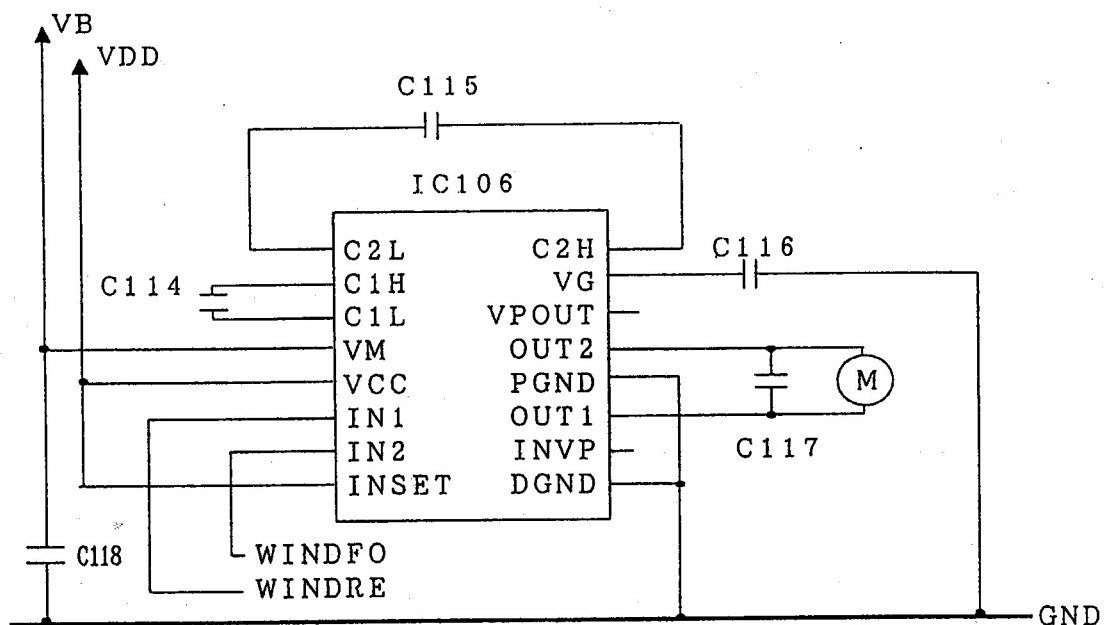 VB
VDD
C115
IC106
C2L C2H
C116
C114
C1H VG
C1L VPOUT
VM OUT2
VCC PGND
M
IN1 OUT1
C117
IN2 INVP
INSET DGND
C118
WINDFO
WINDRE
GND